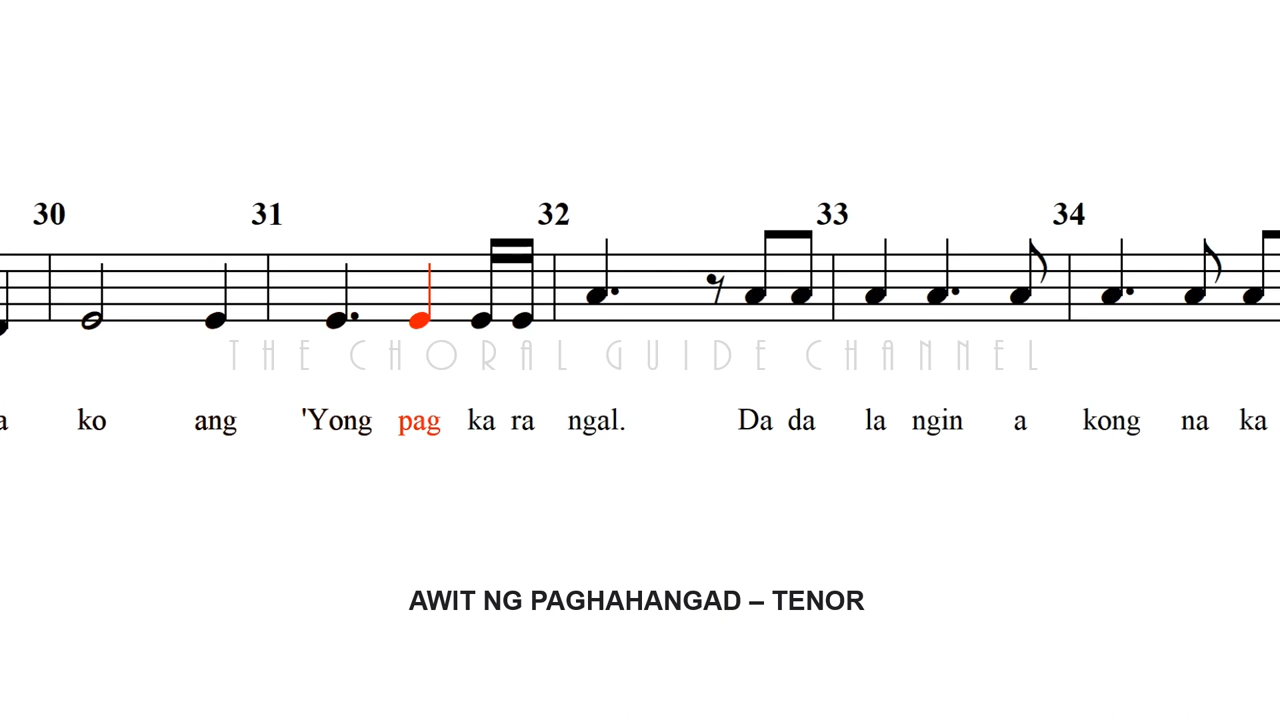 30 31 32 33 34
THE CHORAL GUIDE CHANNEL
a ko ang 'Yong pag ka ra ngal. Da da la ngin a kong na ka
AWIT NG PAGHAHANGAD – TENOR